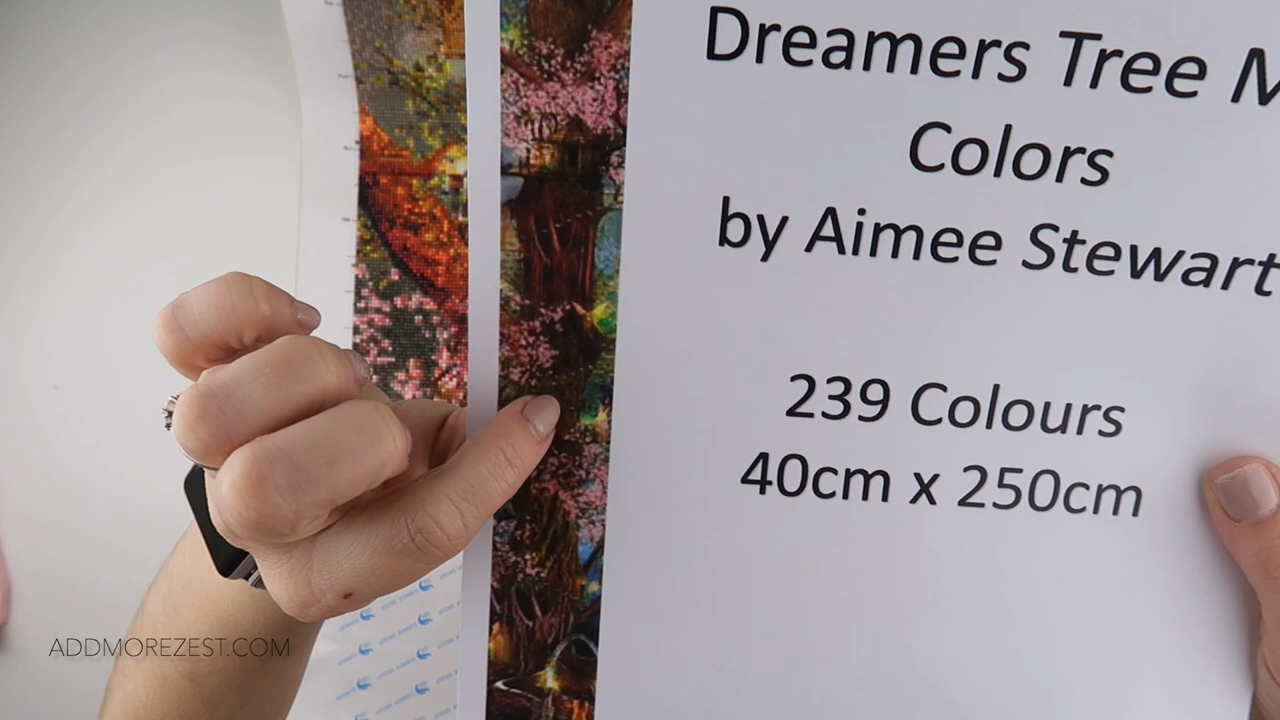 Dreamers Tree M
Colors
by Aimee Stewart
239 Colours
40cm x 250cm
ADDMOREZEST.COM